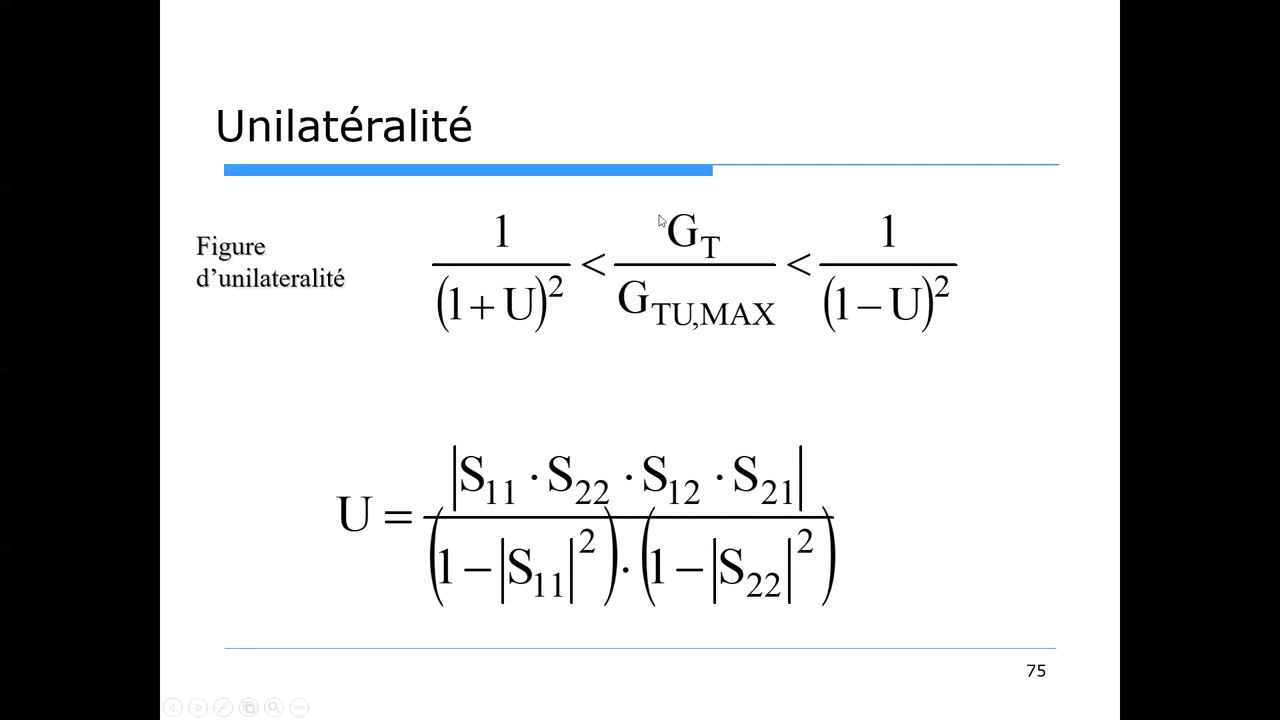 Unilatéralité
Figure
d’unilateralité
1/(1+U)² < G_T/G_TU,MAX < 1/(1−U)²
U = |S₁₁ · S₂₂ · S₁₂ · S₂₁| / (1−|S₁₁|²) · (1−|S₂₂|²)
75